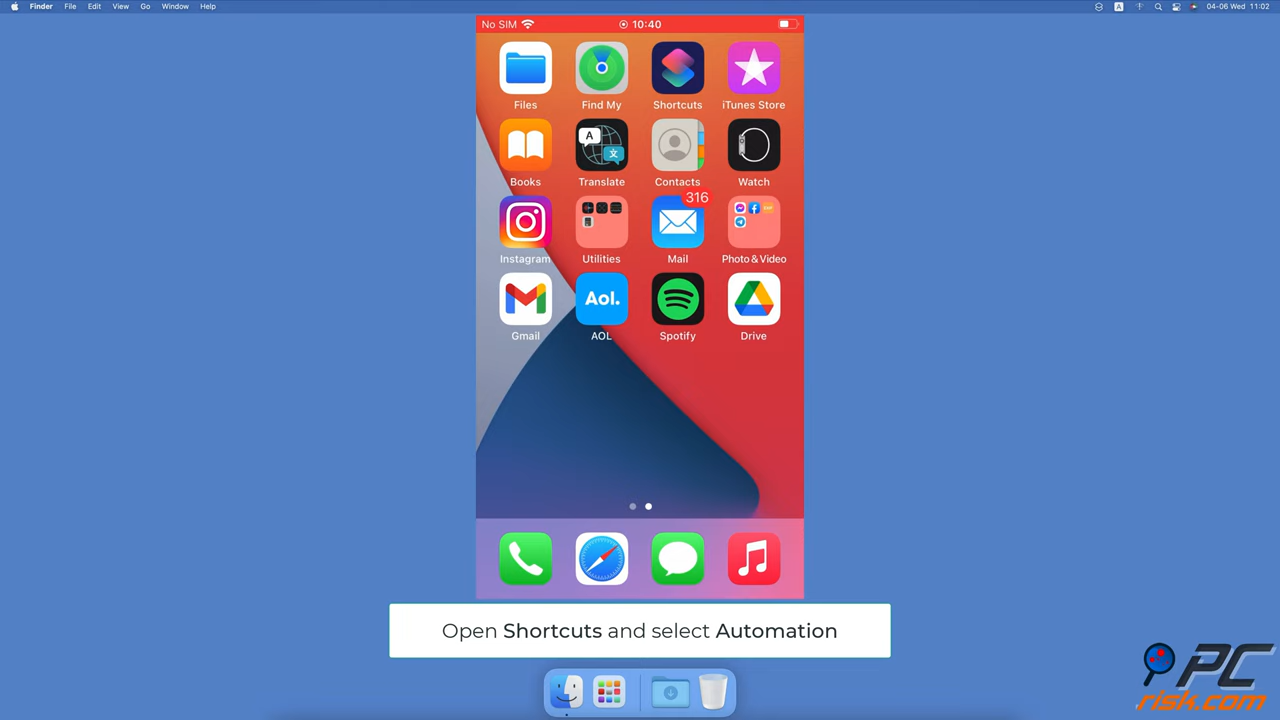 Finder File Edit View Go Window Help
A 04-06 Wed 11:02
No SIM 10:40
Files Find My Shortcuts iTunes Store
A 文
Books Translate Contacts Watch
316
Instagram Utilities Mail Photo & Video
Aol.
Gmail AOL Spotify Drive
Open Shortcuts and select Automation
PC
risk.com